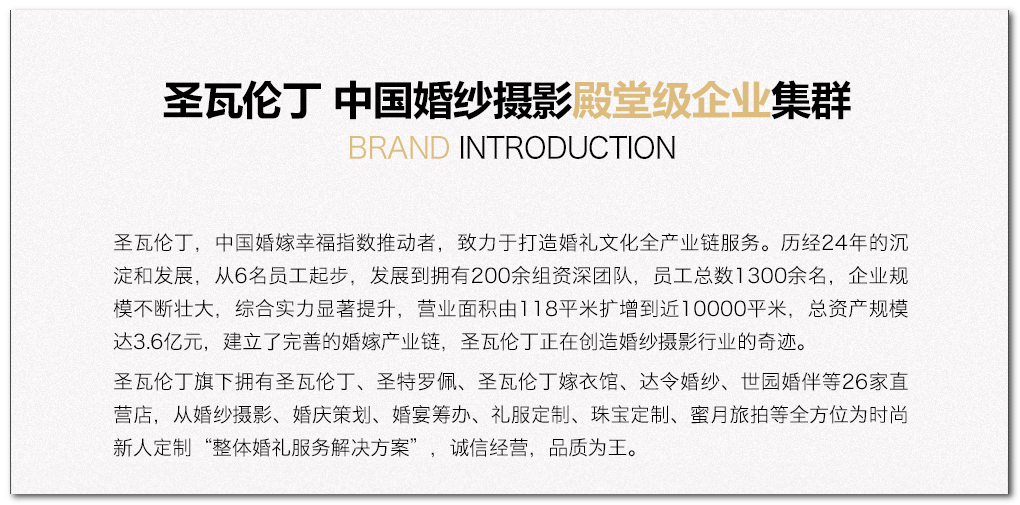 圣瓦伦丁 中国婚纱摄影殿堂级企业集群
BRAND INTRODUCTION
圣瓦伦丁，中国婚嫁幸福指数推动者，致力于打造婚礼文化全产业链服务。历经24年的沉
淀和发展，从6名员工起步，发展到拥有200余组资深团队，员工总数1300余名，企业规
模不断壮大，综合实力显著提升，营业面积由118平米扩增到近10000平米，总资产规模
达3.6亿元，建立了完善的婚嫁产业链，圣瓦伦丁正在创造婚纱摄影行业的奇迹。
圣瓦伦丁旗下拥有圣瓦伦丁、圣特罗佩、圣瓦伦丁嫁衣馆、达令婚纱、世园婚伴等26家直
营店，从婚纱摄影、婚庆策划、婚宴筹办、礼服定制、珠宝定制、蜜月旅拍等全方位为时尚
新人定制“整体婚礼服务解决方案”，诚信经营，品质为王。